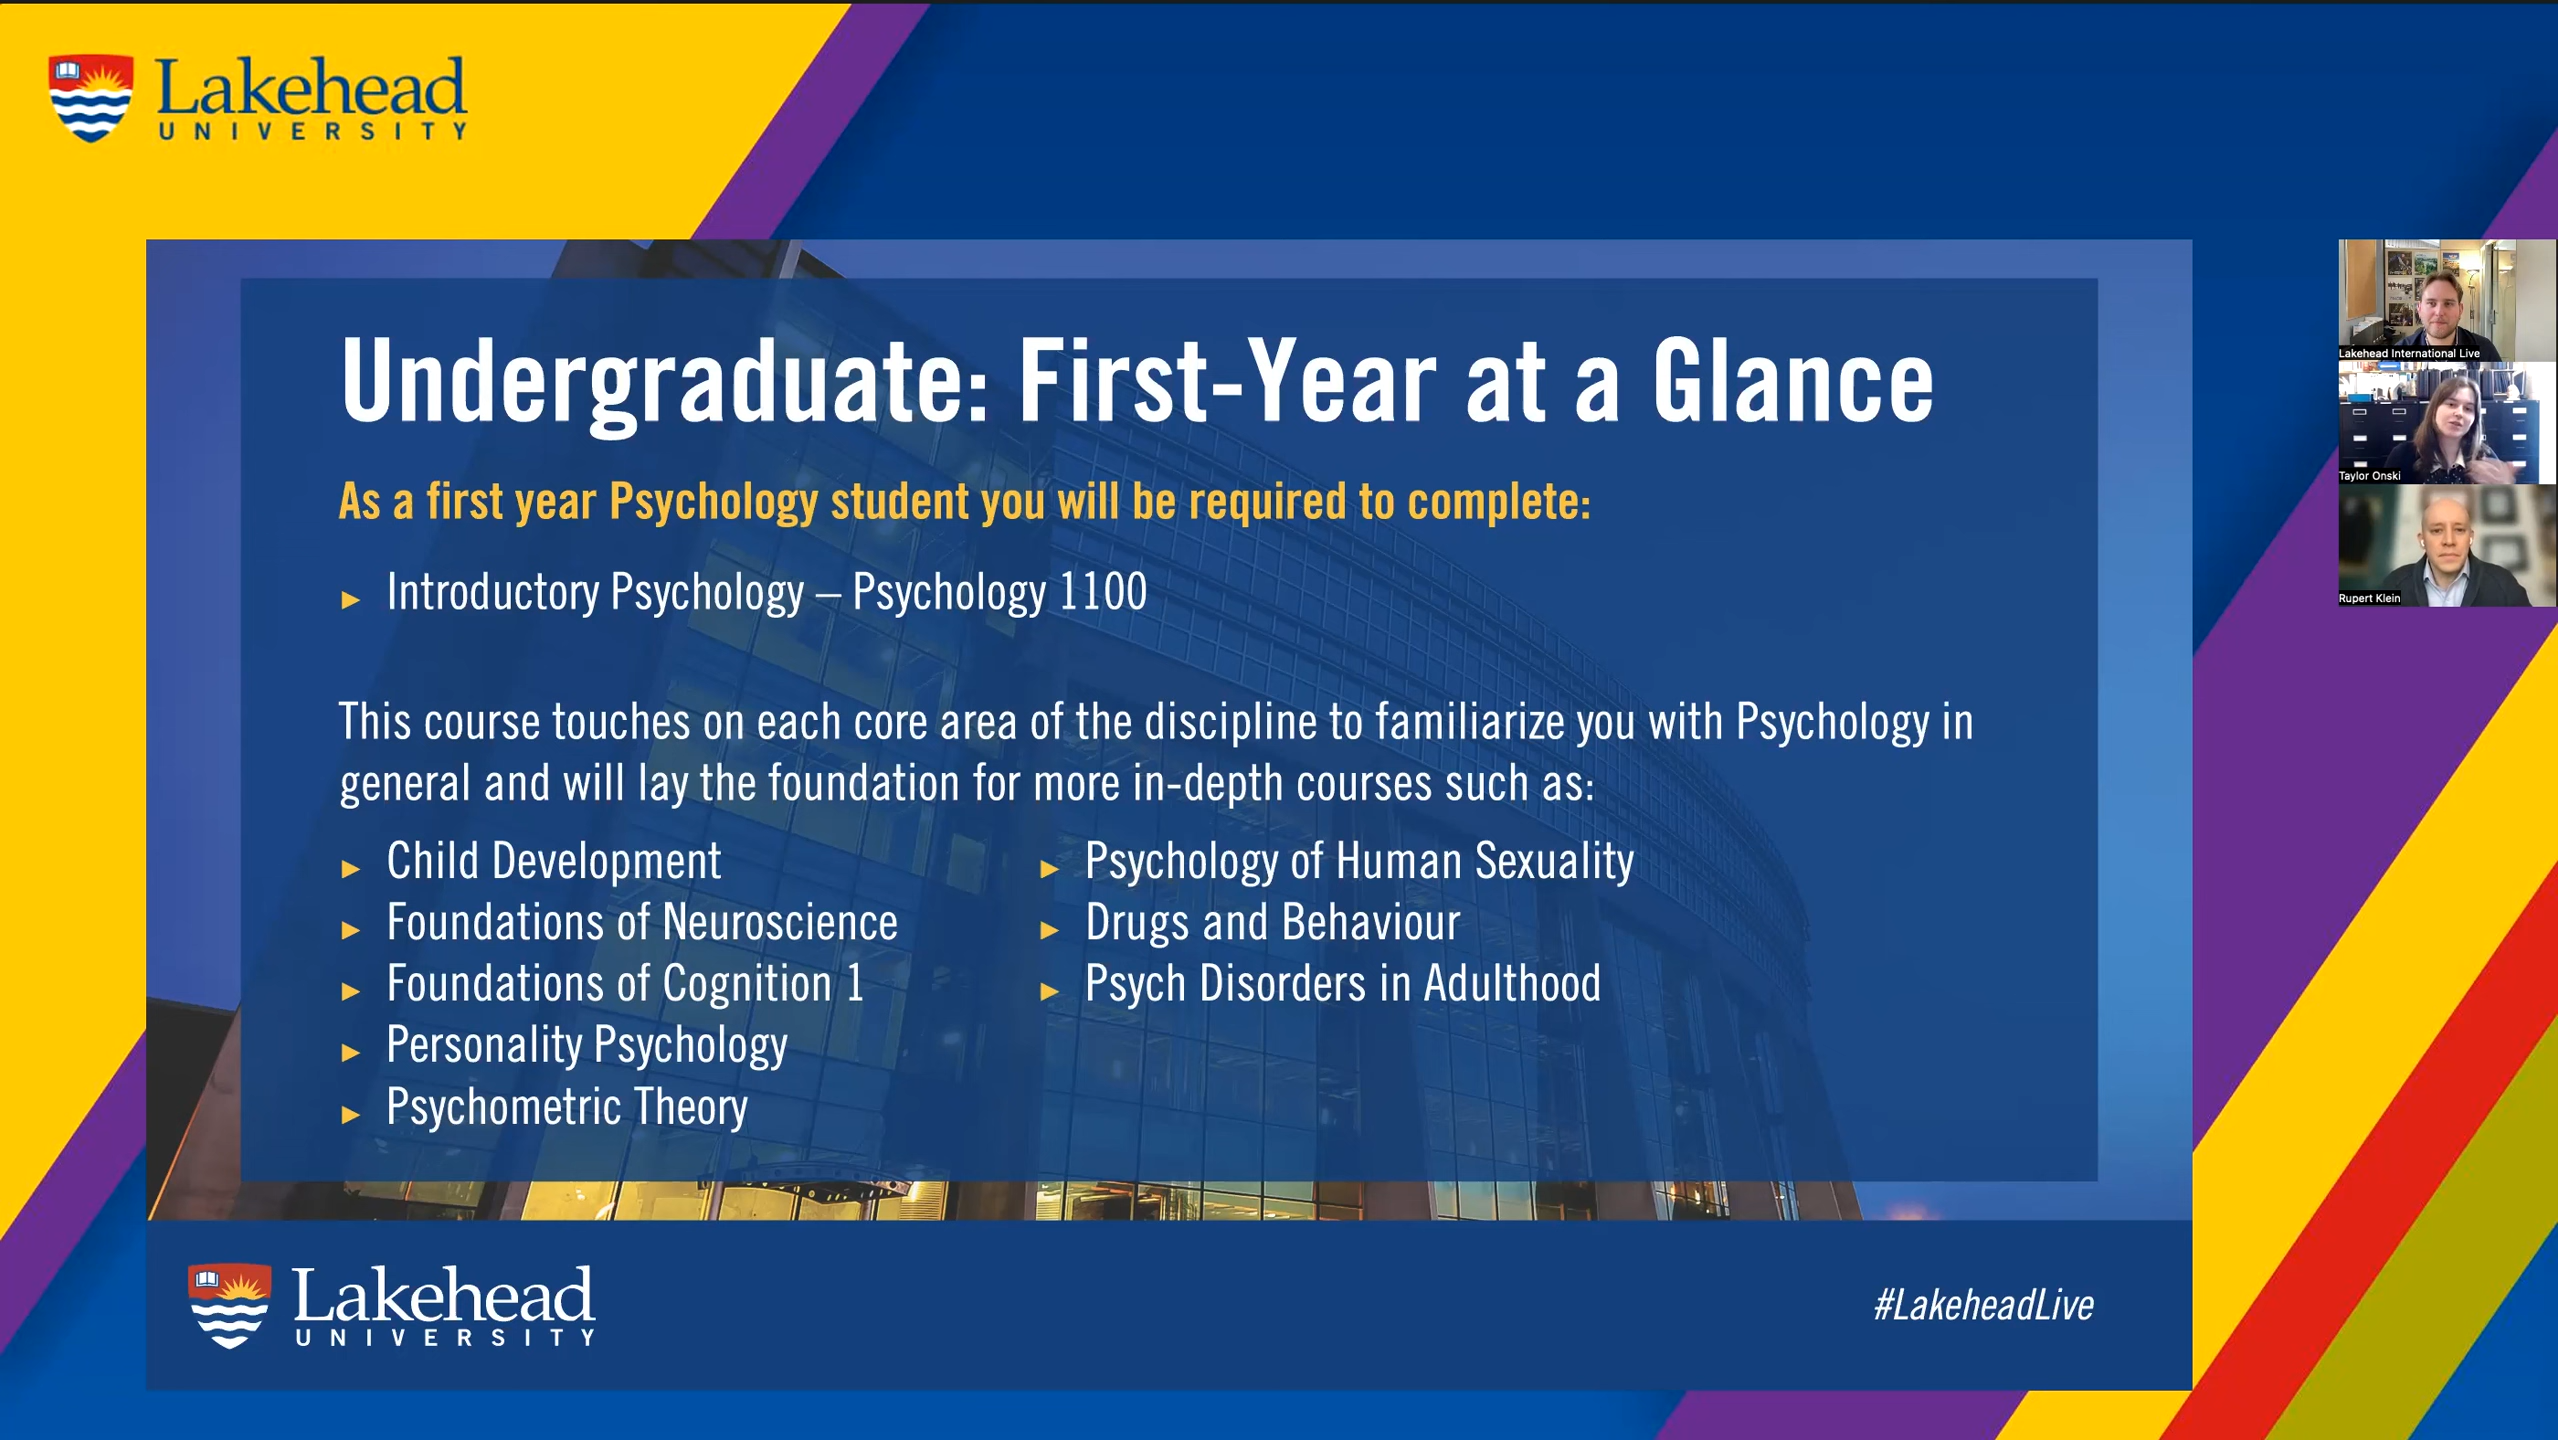 Lakehead
UNIVERSITY
Undergraduate: First-Year at a Glance
As a first year Psychology student you will be required to complete:
► Introductory Psychology – Psychology 1100
This course touches on each core area of the discipline to familiarize you with Psychology in
general and will lay the foundation for more in-depth courses such as:
► Child Development
► Foundations of Neuroscience
► Foundations of Cognition 1
► Personality Psychology
► Psychometric Theory
► Psychology of Human Sexuality
► Drugs and Behaviour
► Psych Disorders in Adulthood
Lakehead
UNIVERSITY
#LakeheadLive
Lakehead International Live
Taylor Onski
Rupert Klein